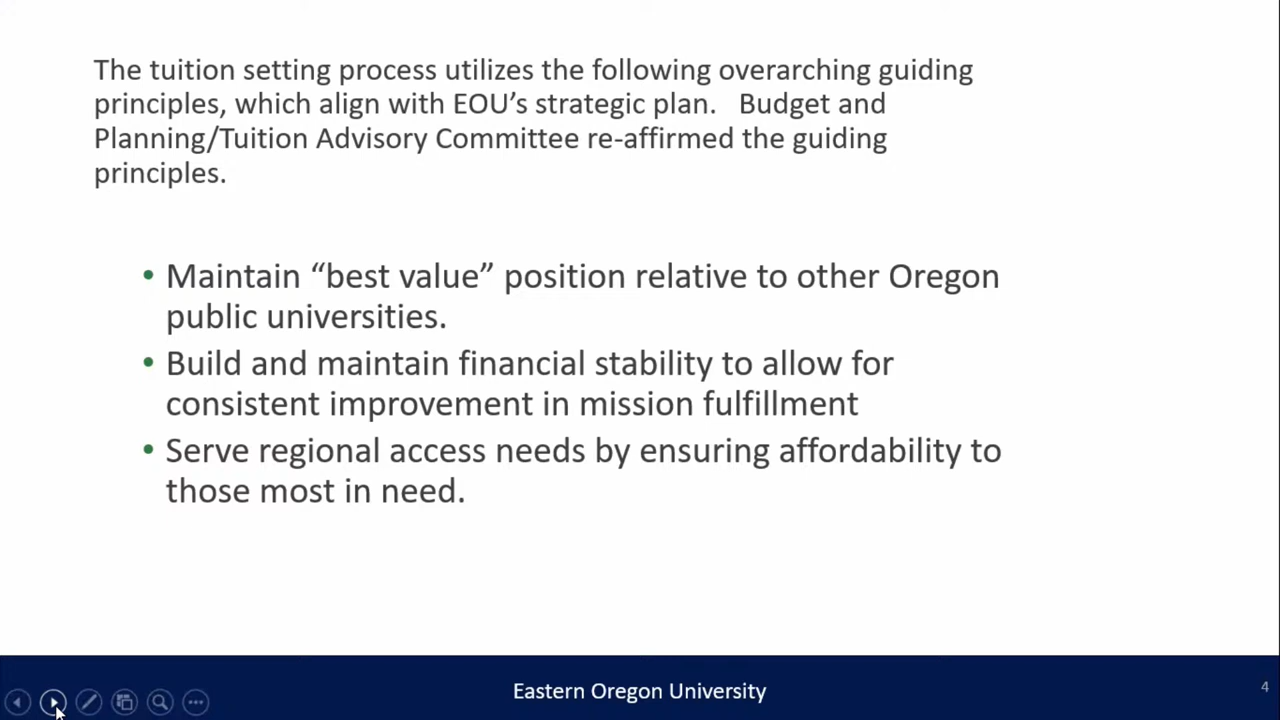 The tuition setting process utilizes the following overarching guiding
principles, which align with EOU’s strategic plan.   Budget and
Planning/Tuition Advisory Committee re-affirmed the guiding
principles.
• Maintain “best value” position relative to other Oregon
public universities.
• Build and maintain financial stability to allow for
consistent improvement in mission fulfillment
• Serve regional access needs by ensuring affordability to
those most in need.
Eastern Oregon University
4